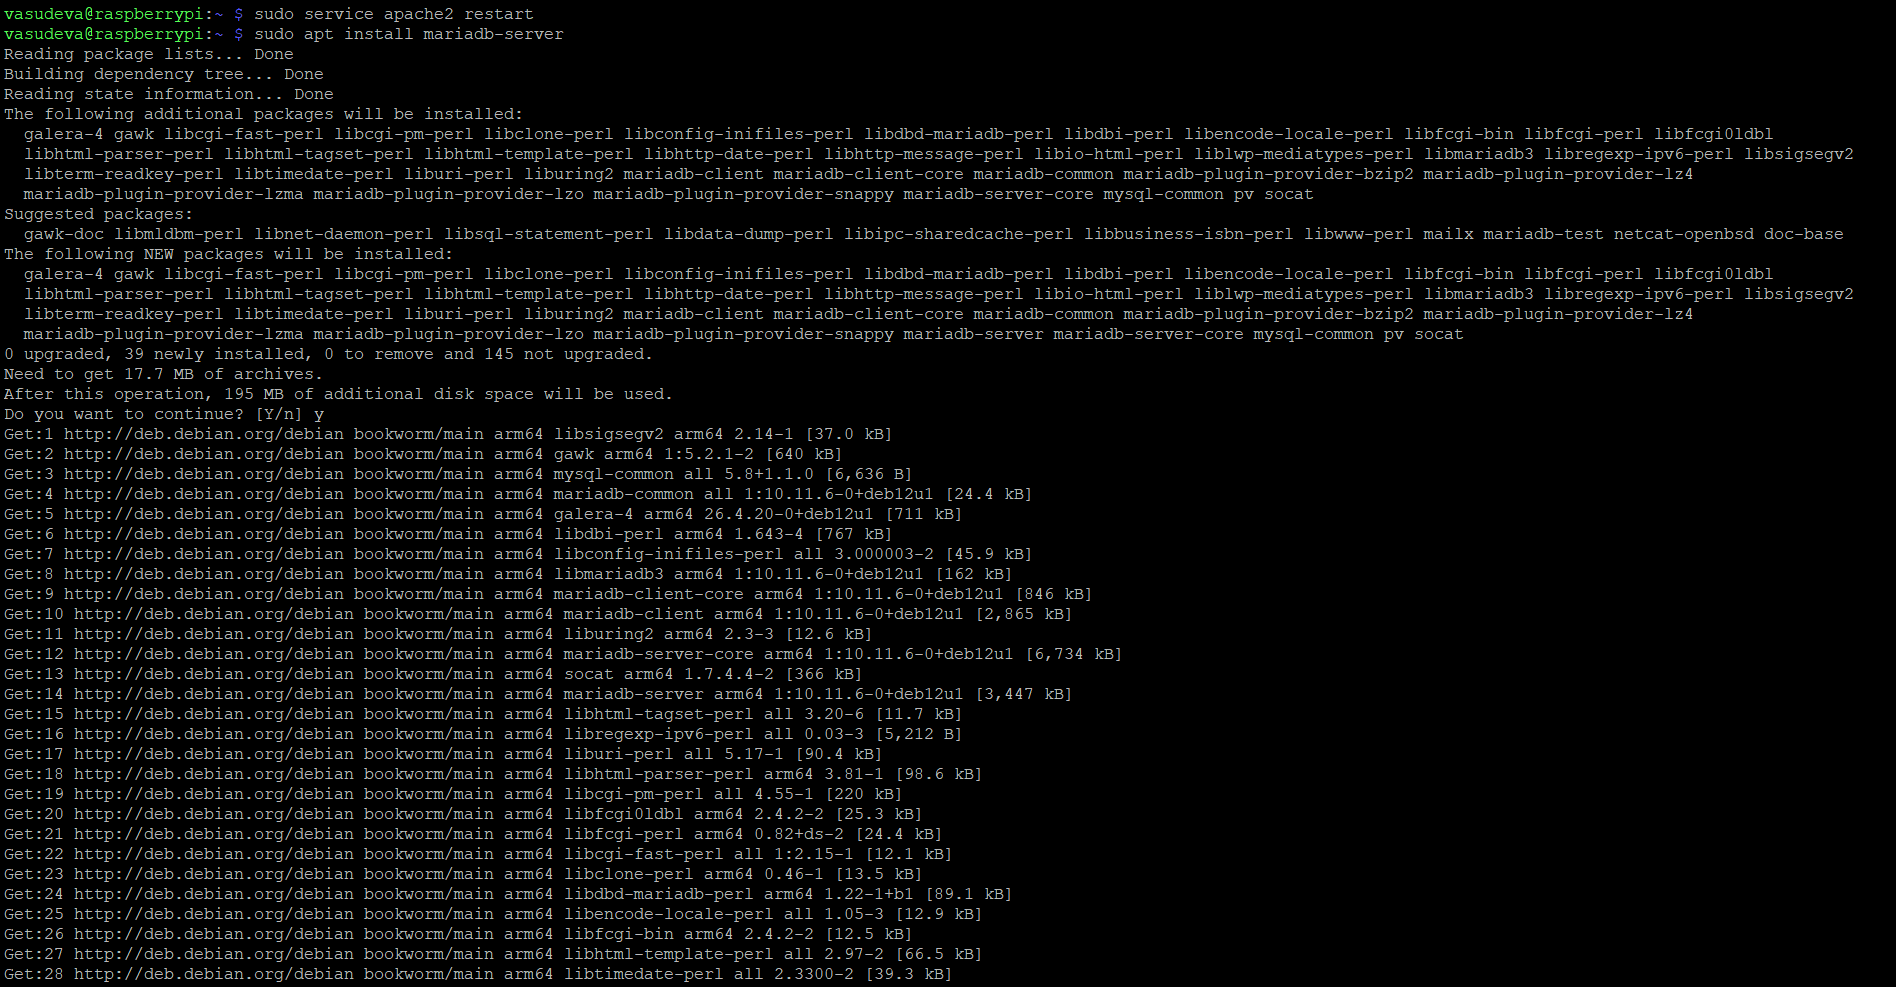 vasudeva@raspberrypi:~ $ sudo service apache2 restart
vasudeva@raspberrypi:~ $ sudo apt install mariadb-server
Reading package lists... Done
Building dependency tree... Done
Reading state information... Done
The following additional packages will be installed:
  galera-4 gawk libcgi-fast-perl libcgi-pm-perl libclone-perl libconfig-inifiles-perl libdbd-mariadb-perl libdbi-perl libencode-locale-perl libfcgi-bin libfcgi-perl libfcgi0ldbl
  libhtml-parser-perl libhtml-tagset-perl libhtml-template-perl libhttp-date-perl libhttp-message-perl libio-html-perl liblwp-mediatypes-perl libmariadb3 libregexp-ipv6-perl libsigsegv2
  libterm-readkey-perl libtimedate-perl liburi-perl liburing2 mariadb-client mariadb-client-core mariadb-common mariadb-plugin-provider-bzip2 mariadb-plugin-provider-lz4
  mariadb-plugin-provider-lzma mariadb-plugin-provider-lzo mariadb-plugin-provider-snappy mariadb-server-core mysql-common pv socat
Suggested packages:
  gawk-doc libmldbm-perl libnet-daemon-perl libsql-statement-perl libdata-dump-perl libipc-sharedcache-perl libbusiness-isbn-perl libwww-perl mailx mariadb-test netcat-openbsd doc-base
The following NEW packages will be installed:
  galera-4 gawk libcgi-fast-perl libcgi-pm-perl libclone-perl libconfig-inifiles-perl libdbd-mariadb-perl libdbi-perl libencode-locale-perl libfcgi-bin libfcgi-perl libfcgi0ldbl
  libhtml-parser-perl libhtml-tagset-perl libhtml-template-perl libhttp-date-perl libhttp-message-perl libio-html-perl liblwp-mediatypes-perl libmariadb3 libregexp-ipv6-perl libsigsegv2
  libterm-readkey-perl libtimedate-perl liburi-perl liburing2 mariadb-client mariadb-client-core mariadb-common mariadb-plugin-provider-bzip2 mariadb-plugin-provider-lz4
  mariadb-plugin-provider-lzma mariadb-plugin-provider-lzo mariadb-plugin-provider-snappy mariadb-server mariadb-server-core mysql-common pv socat
0 upgraded, 39 newly installed, 0 to remove and 145 not upgraded.
Need to get 17.7 MB of archives.
After this operation, 195 MB of additional disk space will be used.
Do you want to continue? [Y/n] y
Get:1 http://deb.debian.org/debian bookworm/main arm64 libsigsegv2 arm64 2.14-1 [37.0 kB]
Get:2 http://deb.debian.org/debian bookworm/main arm64 gawk arm64 1:5.2.1-2 [640 kB]
Get:3 http://deb.debian.org/debian bookworm/main arm64 mysql-common all 5.8+1.1.0 [6,636 B]
Get:4 http://deb.debian.org/debian bookworm/main arm64 mariadb-common all 1:10.11.6-0+deb12u1 [24.4 kB]
Get:5 http://deb.debian.org/debian bookworm/main arm64 galera-4 arm64 26.4.20-0+deb12u1 [711 kB]
Get:6 http://deb.debian.org/debian bookworm/main arm64 libdbi-perl arm64 1.643-4 [767 kB]
Get:7 http://deb.debian.org/debian bookworm/main arm64 libconfig-inifiles-perl all 3.000003-2 [45.9 kB]
Get:8 http://deb.debian.org/debian bookworm/main arm64 libmariadb3 arm64 1:10.11.6-0+deb12u1 [162 kB]
Get:9 http://deb.debian.org/debian bookworm/main arm64 mariadb-client-core arm64 1:10.11.6-0+deb12u1 [846 kB]
Get:10 http://deb.debian.org/debian bookworm/main arm64 mariadb-client arm64 1:10.11.6-0+deb12u1 [2,865 kB]
Get:11 http://deb.debian.org/debian bookworm/main arm64 liburing2 arm64 2.3-3 [12.6 kB]
Get:12 http://deb.debian.org/debian bookworm/main arm64 mariadb-server-core arm64 1:10.11.6-0+deb12u1 [6,734 kB]
Get:13 http://deb.debian.org/debian bookworm/main arm64 socat arm64 1.7.4.4-2 [366 kB]
Get:14 http://deb.debian.org/debian bookworm/main arm64 mariadb-server arm64 1:10.11.6-0+deb12u1 [3,447 kB]
Get:15 http://deb.debian.org/debian bookworm/main arm64 libhtml-tagset-perl all 3.20-6 [11.7 kB]
Get:16 http://deb.debian.org/debian bookworm/main arm64 libregexp-ipv6-perl all 0.03-3 [5,212 B]
Get:17 http://deb.debian.org/debian bookworm/main arm64 liburi-perl all 5.17-1 [90.4 kB]
Get:18 http://deb.debian.org/debian bookworm/main arm64 libhtml-parser-perl arm64 3.81-1 [98.6 kB]
Get:19 http://deb.debian.org/debian bookworm/main arm64 libcgi-pm-perl all 4.55-1 [220 kB]
Get:20 http://deb.debian.org/debian bookworm/main arm64 libfcgi0ldbl arm64 2.4.2-2 [25.3 kB]
Get:21 http://deb.debian.org/debian bookworm/main arm64 libfcgi-perl arm64 0.82+ds-2 [24.4 kB]
Get:22 http://deb.debian.org/debian bookworm/main arm64 libcgi-fast-perl all 1:2.15-1 [12.1 kB]
Get:23 http://deb.debian.org/debian bookworm/main arm64 libclone-perl arm64 0.46-1 [13.5 kB]
Get:24 http://deb.debian.org/debian bookworm/main arm64 libdbd-mariadb-perl arm64 1.22-1+b1 [89.1 kB]
Get:25 http://deb.debian.org/debian bookworm/main arm64 libencode-locale-perl all 1.05-3 [12.9 kB]
Get:26 http://deb.debian.org/debian bookworm/main arm64 libfcgi-bin arm64 2.4.2-2 [12.5 kB]
Get:27 http://deb.debian.org/debian bookworm/main arm64 libhtml-template-perl all 2.97-2 [66.5 kB]
Get:28 http://deb.debian.org/debian bookworm/main arm64 libtimedate-perl all 2.3300-2 [39.3 kB]